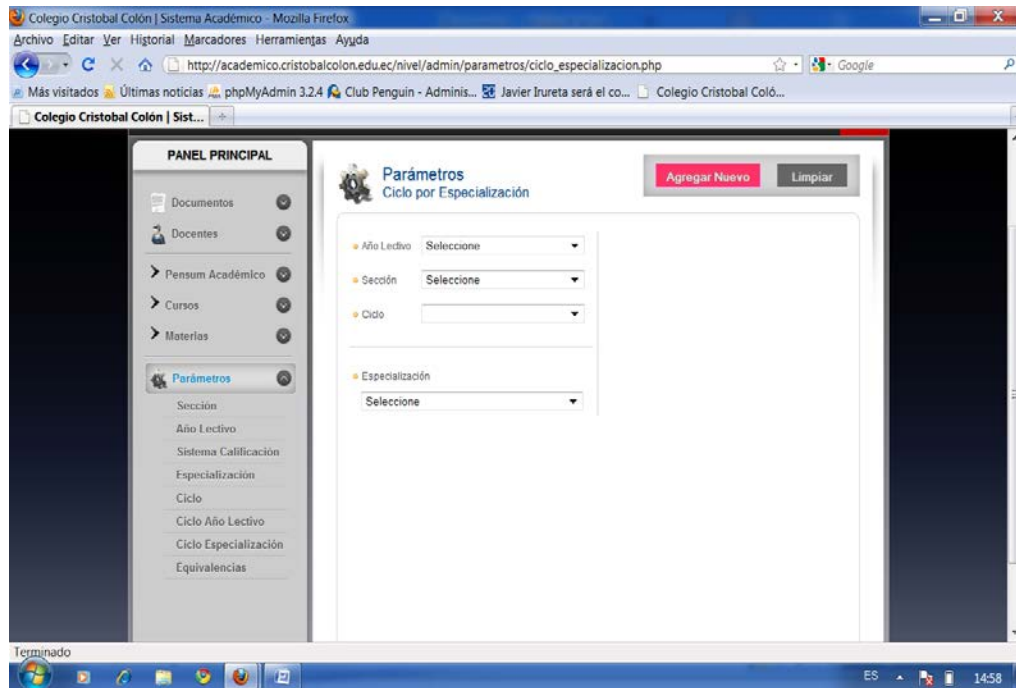 Colegio Cristobal Colón | Sistema Académico - Mozilla Firefox
Archivo Editar Ver Historial Marcadores Herramientas Ayuda
http://academico.cristobalcolon.edu.ec/nivel/admin/parametros/ciclo_especializacion.php
Google
Más visitados Últimas noticias phpMyAdmin 3.2.4 Club Penguin - Adminis... Javier Irureta será el co... Colegio Cristobal Coló...
Colegio Cristobal Colón | Sist...
PANEL PRINCIPAL
Documentos
Docentes
Pensum Académico
Cursos
Materias
Parámetros
Sección
Año Lectivo
Sistema Calificación
Especialización
Ciclo
Ciclo Año Lectivo
Ciclo Especialización
Equivalencias
Parámetros
Ciclo por Especialización
Agregar Nuevo Limpiar
Año Lectivo Seleccione
Sección Seleccione
Ciclo
Especialización
Seleccione
Terminado
ES 14:58